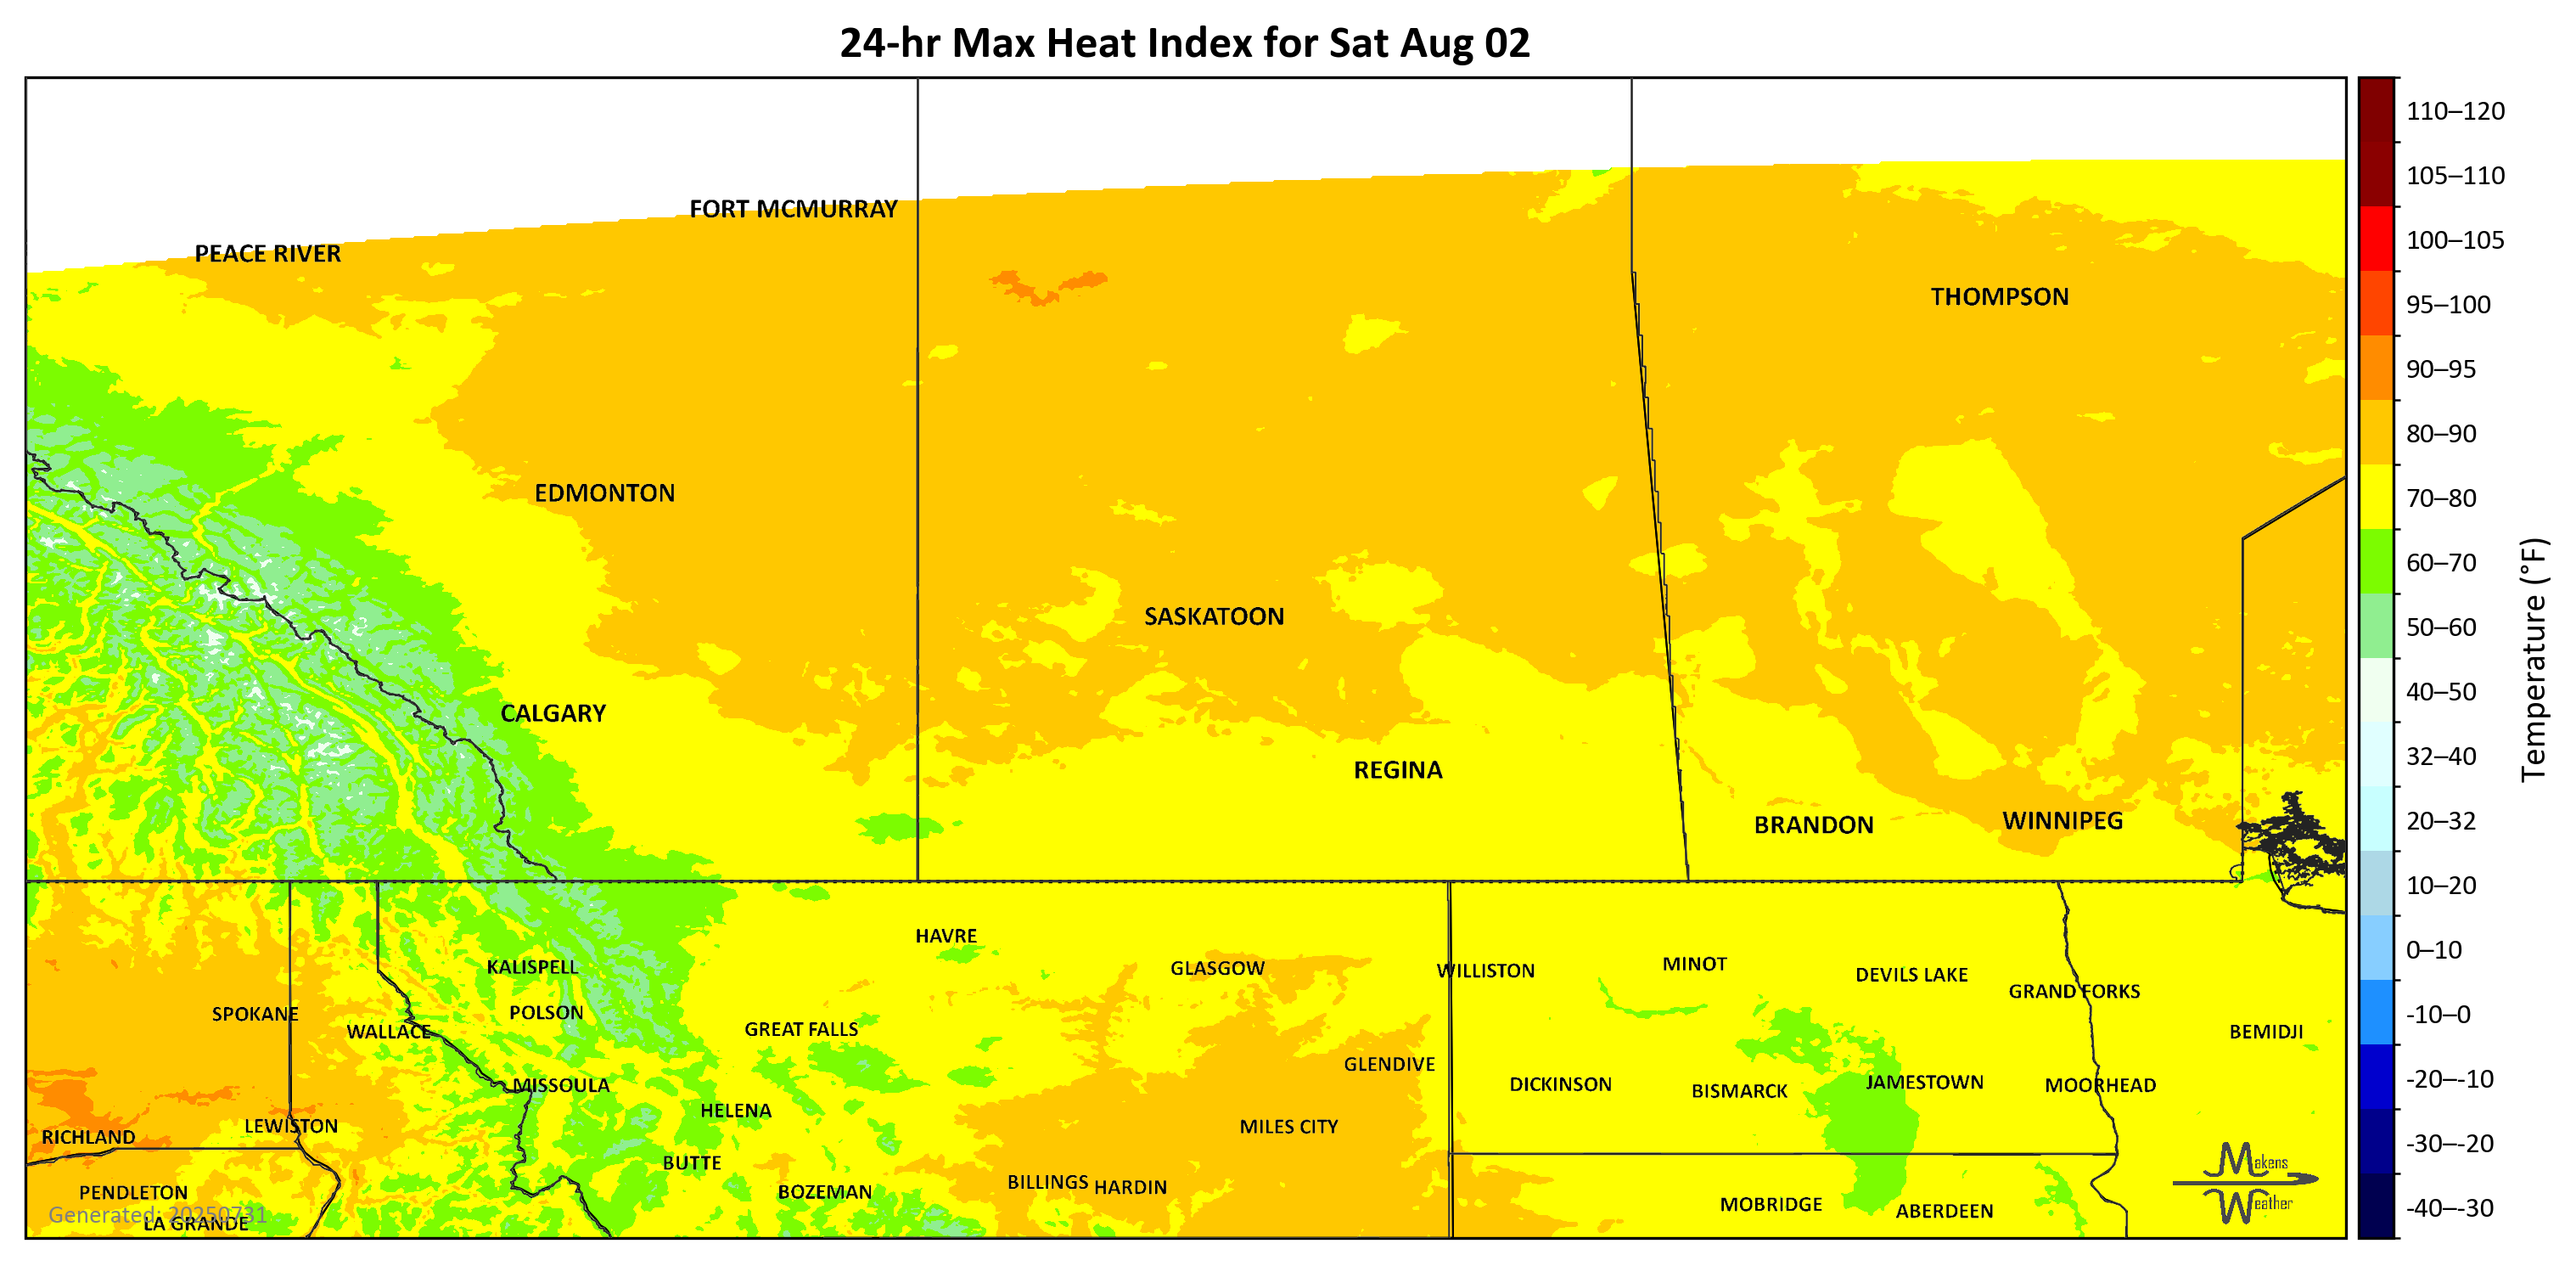 24-hr Max Heat Index for Sat Aug 02
110–120
105–110
FORT MCMURRAY
100–105
PEACE RIVER
THOMPSON
95–100
90–95
80–90
EDMONTON
70–80
60–70
Temperature (°F)
SASKATOON
50–60
40–50
CALGARY
32–40
REGINA
BRANDON
WINNIPEG
20–32
10–20
HAVRE
0–10
KALISPELL
GLASGOW
WILLISTON
MINOT
DEVILS LAKE
GRAND FORKS
SPOKANE
POLSON
-10–0
WALLACE
GREAT FALLS
BEMIDJI
GLENDIVE
-20–-10
MISSOULA
DICKINSON
BISMARCK
JAMESTOWN
MOORHEAD
HELENA
LEWISTON
MILES CITY
RICHLAND
-30–-20
BUTTE
Makens
Weather
PENDLETON
BOZEMAN
BILLINGS
HARDIN
MOBRIDGE
ABERDEEN
-40–-30
Generated: 20250731
LA GRANDE